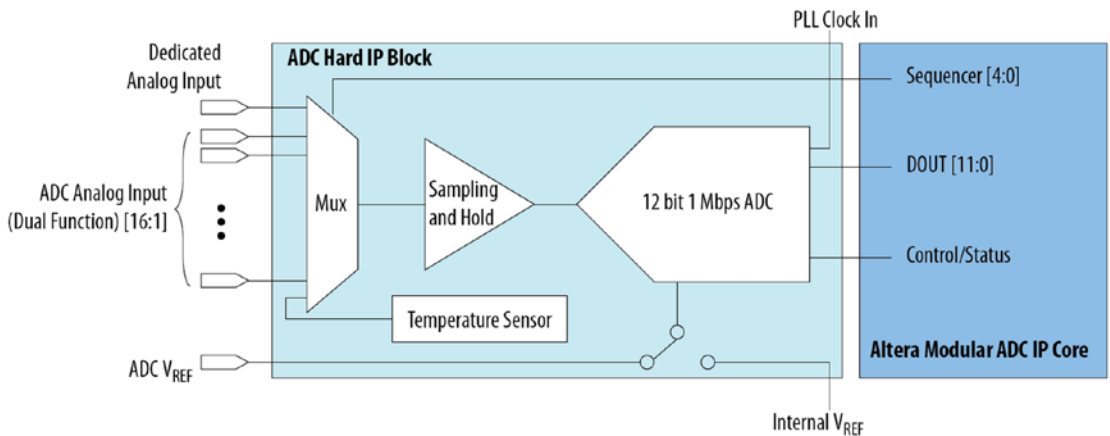 PLL Clock In
Dedicated
Analog Input
ADC Hard IP Block
Sequencer [4:0]
ADC Analog Input
(Dual Function) [16:1]
Mux
Sampling
and Hold
12 bit 1 Mbps ADC
DOUT [11:0]
Control/Status
Temperature Sensor
ADC VREF
Altera Modular ADC IP Core
Internal VREF